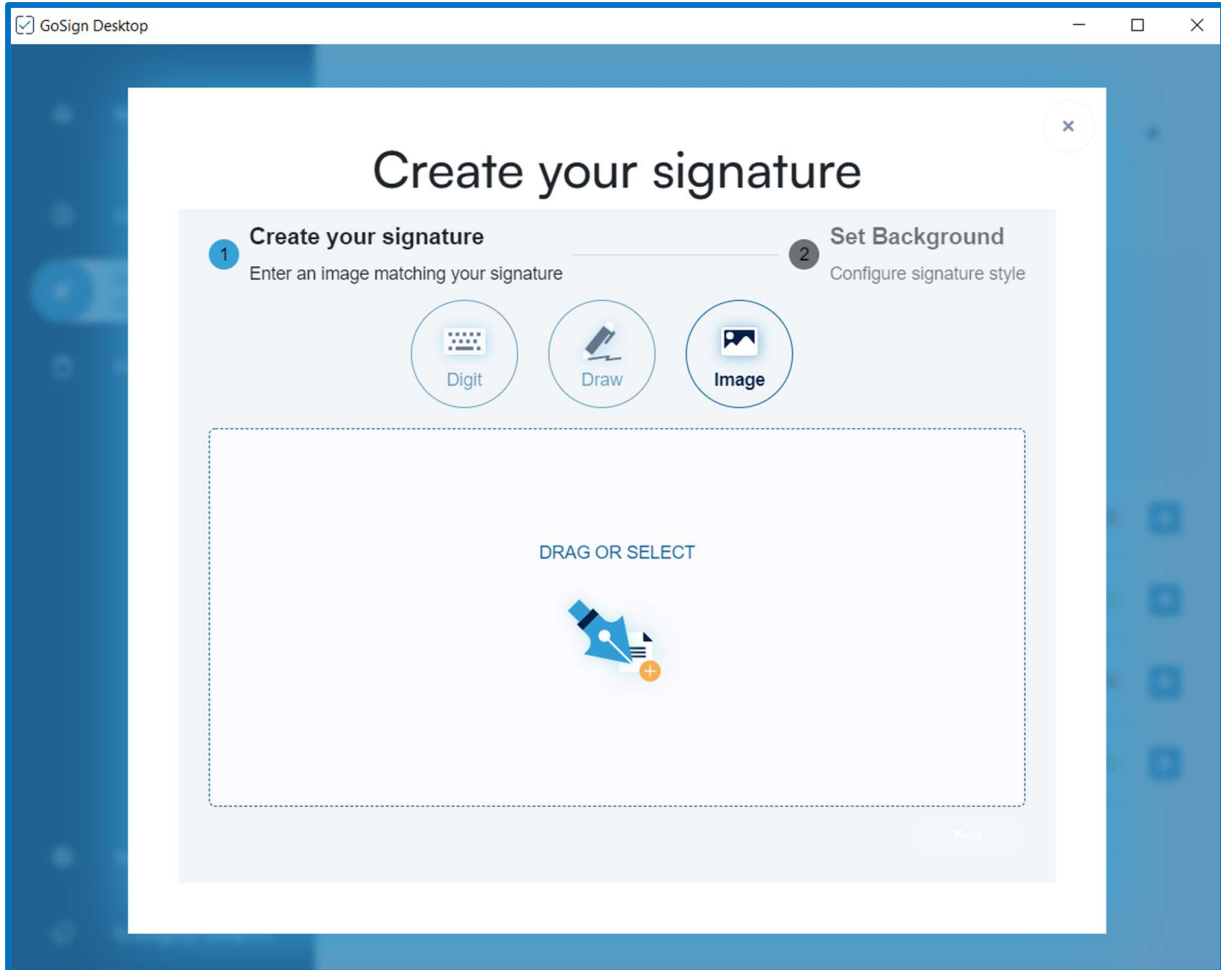 GoSign Desktop
Create your signature
1 Create your signature
Enter an image matching your signature
2 Set Background
Configure signature style
Digit
Draw
Image
DRAG OR SELECT
Next